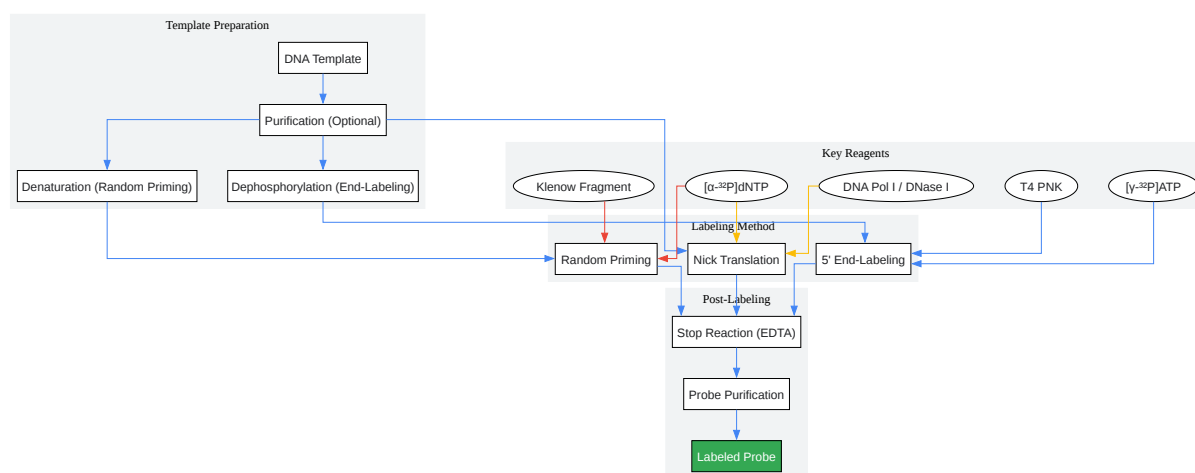 Template Preparation
DNA Template
Purification (Optional)
Denaturation (Random Priming)
Dephosphorylation (End-Labeling)
Key Reagents
Klenow Fragment
[α-³²P]dNTP
DNA Pol I / DNase I
T4 PNK
[γ-³²P]ATP
Labeling Method
Random Priming
Nick Translation
5' End-Labeling
Post-Labeling
Stop Reaction (EDTA)
Probe Purification
Labeled Probe